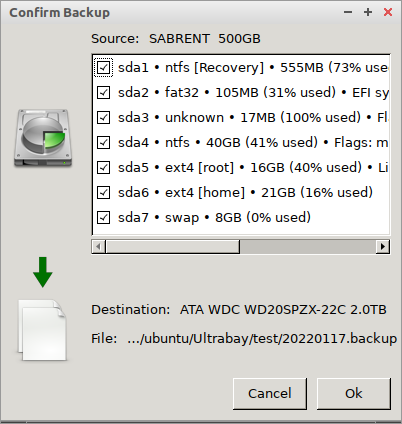 Confirm Backup
Source: SABRENT 500GB
sda1 • ntfs [Recovery] • 555MB (73% use
sda2 • fat32 • 105MB (31% used) • EFI sy
sda3 • unknown • 17MB (100% used) • Fl
sda4 • ntfs • 40GB (41% used) • Flags: m
sda5 • ext4 [root] • 16GB (40% used) • Li
sda6 • ext4 [home] • 21GB (16% used)
sda7 • swap • 8GB (0% used)
Destination: ATA WDC WD20SPZX-22C 2.0TB
File: .../ubuntu/Ultrabay/test/20220117.backup
Cancel Ok